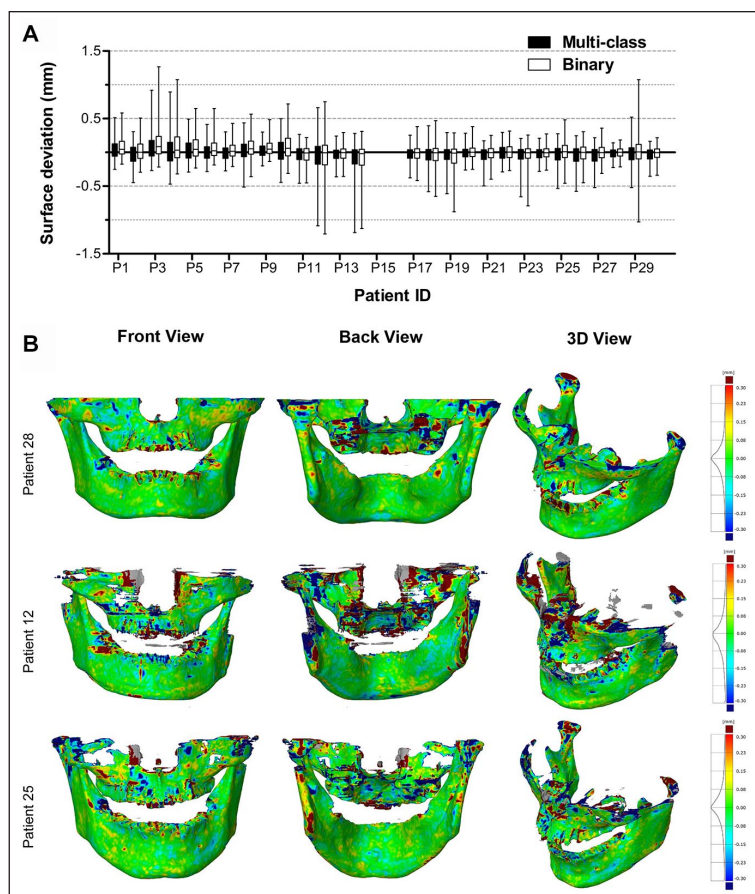 A
Multi-class
Binary
Surface deviation (mm)
1.5
0.5
-0.5
-1.5
P1 P3 P5 P7 P9 P11 P13 P15 P17 P19 P21 P23 P25 P27 P29
Patient ID
B
Front View Back View 3D View
Patient 28
[mm]
0.30
0.23
0.15
0.08
0.00
-0.08
-0.15
-0.23
-0.30
Patient 12
[mm]
0.30
0.23
0.15
0.08
0.00
-0.08
-0.15
-0.23
-0.30
Patient 25
[mm]
0.30
0.23
0.15
0.08
0.00
-0.08
-0.15
-0.23
-0.30